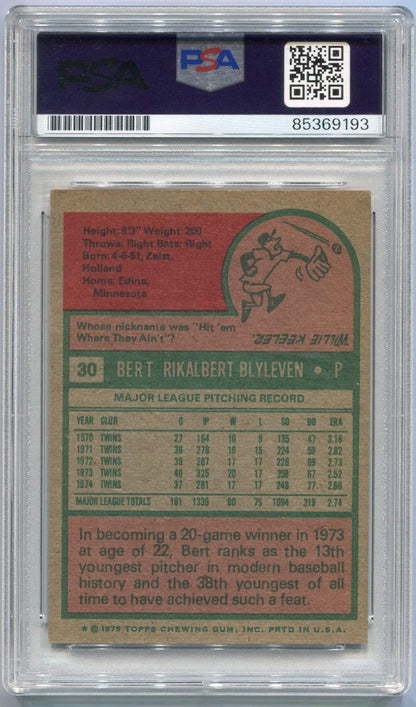 PSA
PSA
85369193
Height: 6'3" Weight: 200
Throws: Right Bats: Right
Born: 4-6-51, Zeist,
Holland
Home: Edina,
Minnesota
Whose nickname was "Hit 'em
Where They Ain't"?
WILLIE KEELER.
30 BERT RIKALBERT BLYLEVEN • P
MAJOR LEAGUE PITCHING RECORD
YEAR CLUB G IP W L SO BB ERA
1970 TWINS 27 164 10 9 135 47 3.18
1971 TWINS 38 278 16 15 224 59 2.82
1972 TWINS 39 287 17 17 228 69 2.73
1973 TWINS 40 325 20 17 258 67 2.52
1974 TWINS 37 281 17 17 249 77 2.66
MAJOR LEAGUE TOTALS 181 1335 80 75 1094 319 2.74
In becoming a 20-game winner in 1973
at age of 22, Bert ranks as the 13th
youngest pitcher in modern baseball
history and the 38th youngest of all
time to have achieved such a feat.
* © 1975 TOPPS CHEWING GUM, INC. PRTD IN U.S.A.